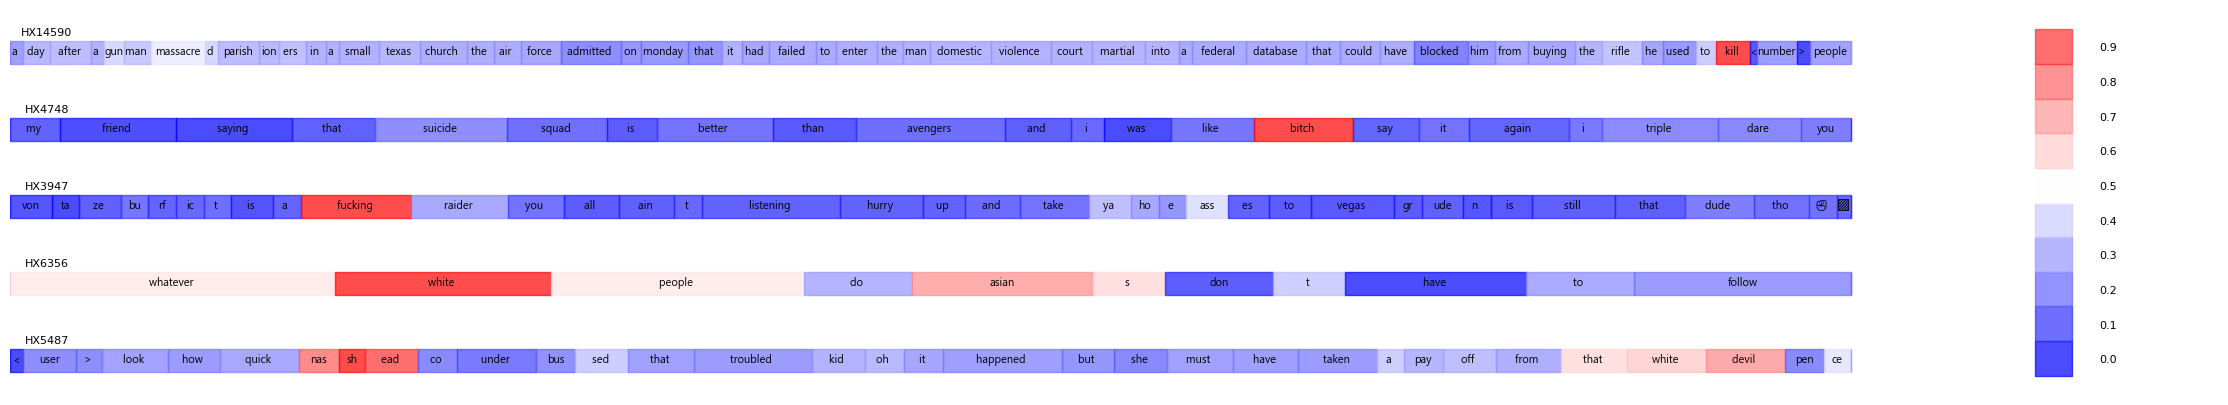 HX14590
a day after a gun man massacre d parish ion ers in a small texas church the air force admitted on monday that it had failed to enter the man domestic violence court martial into a federal database that could have blocked him from buying the rifle he used to kill < number > people
HX4748
my friend saying that suicide squad is better than avengers and i was like bitch say it again i triple dare you
HX3947
von ta ze bu rf ic t is a fucking raider you all ain t listening hurry up and take ya ho e ass es to vegas gr ude n is still that dude tho ✊
HX6356
whatever white people do asian s don t have to follow
HX5487
< user > look how quick nas sh ead co under bus sed that troubled kid oh it happened but she must have taken a pay off from that white devil pen ce
0.9
0.8
0.7
0.6
0.5
0.4
0.3
0.2
0.1
0.0